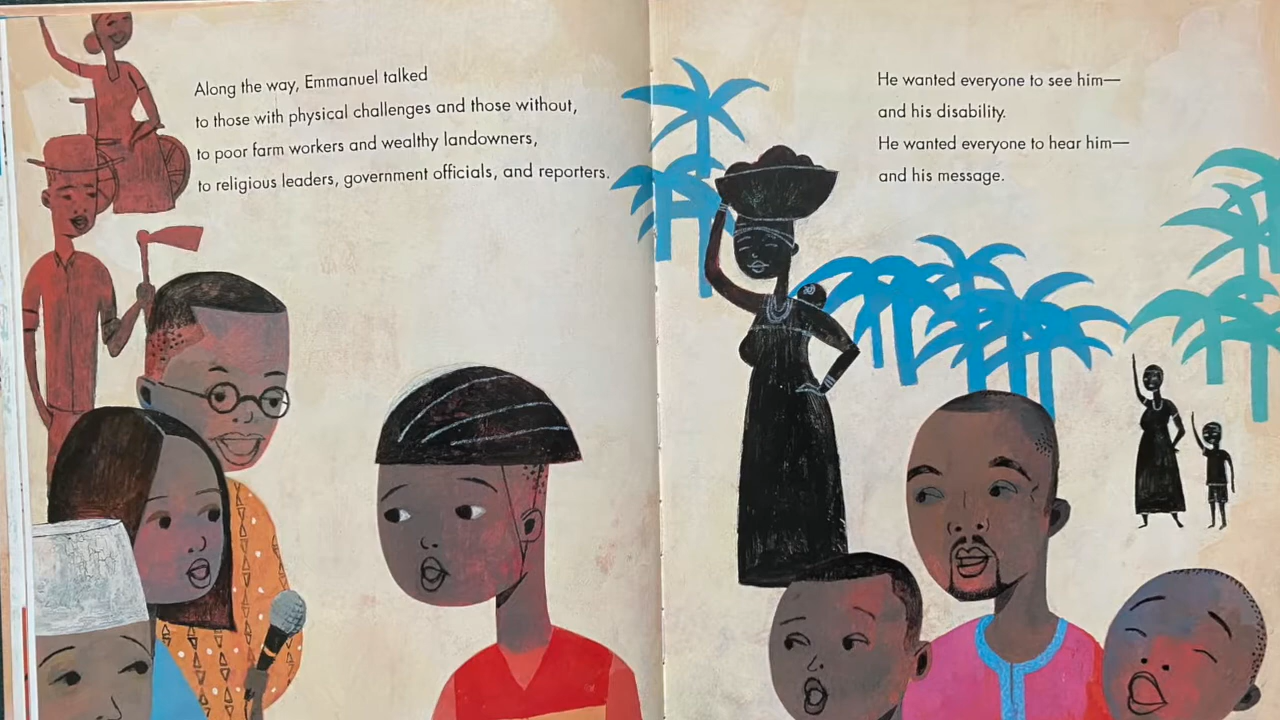 Along the way, Emmanuel talked
to those with physical challenges and those without,
to poor farm workers and wealthy landowners,
to religious leaders, government officials, and reporters.
He wanted everyone to see him—
and his disability.
He wanted everyone to hear him—
and his message.